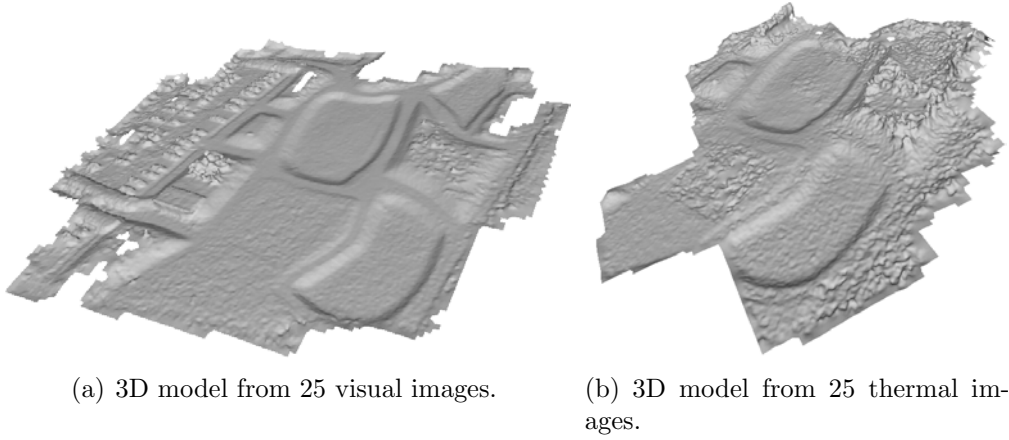 (a) 3D model from 25 visual images.
(b) 3D model from 25 thermal im-
ages.